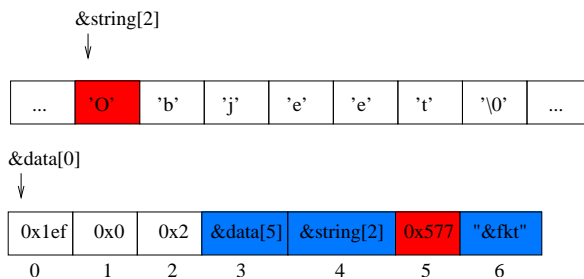 &string[2]
... 'O' 'b' 'j' 'e' 'e' 't' '\0' ...
&data[0]
0x1ef 0x0 0x2 &data[5] &string[2] 0x577 "&fkt"
0 1 2 3 4 5 6